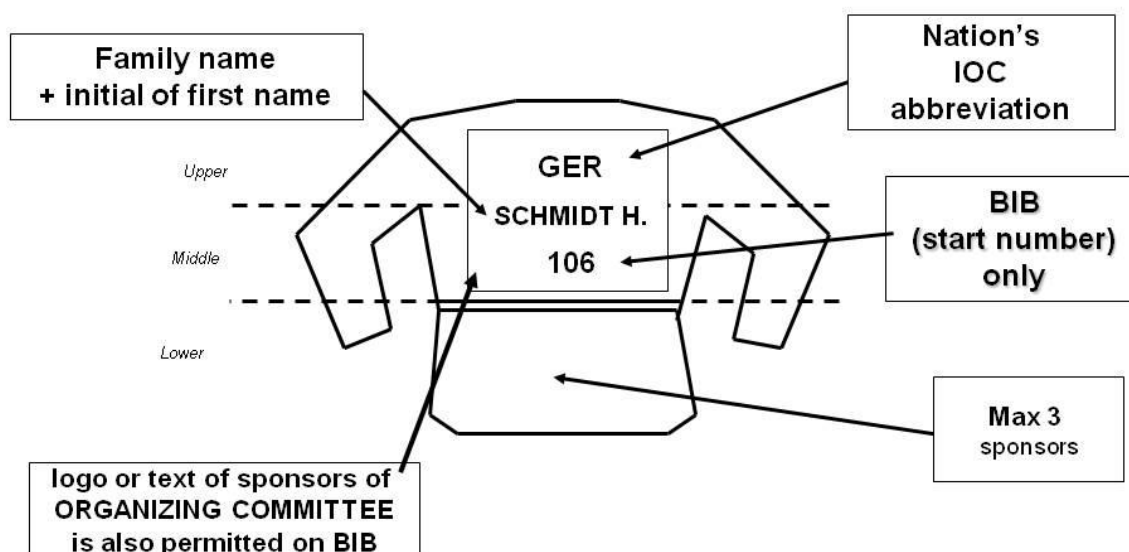 Family name
+ initial of first name
Nation's
IOC
abbreviation
Upper
GER
SCHMIDT H.
106
BIB
(start number)
only
Middle
Lower
Max 3
sponsors
logo or text of sponsors of
ORGANIZING COMMITTEE
is also permitted on BIB